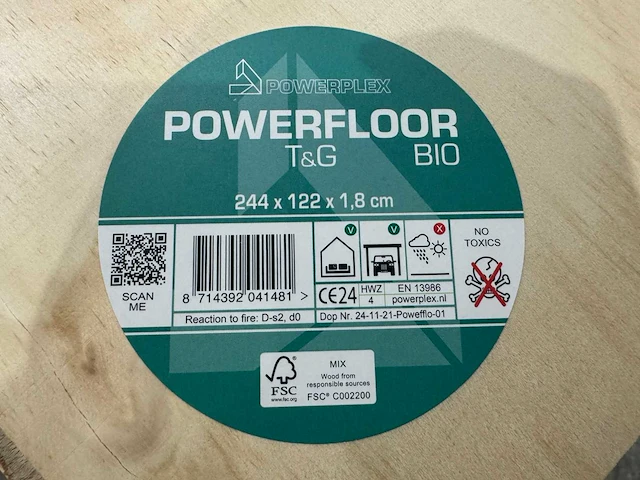 POWERPLEX
POWERFLOOR
T&G BIO
244 x 122 x 1,8 cm
V V X
NO
TOXICS
SCAN
ME
8 714392 041481 >
CE24 HWZ 4 EN 13986
powerplex.nl
Reaction to fire: D-s2, d0
Dop Nr. 24-11-21-Powefflo-01
FSC
www.fsc.org
MIX
Wood from
responsible sources
FSC® C002200